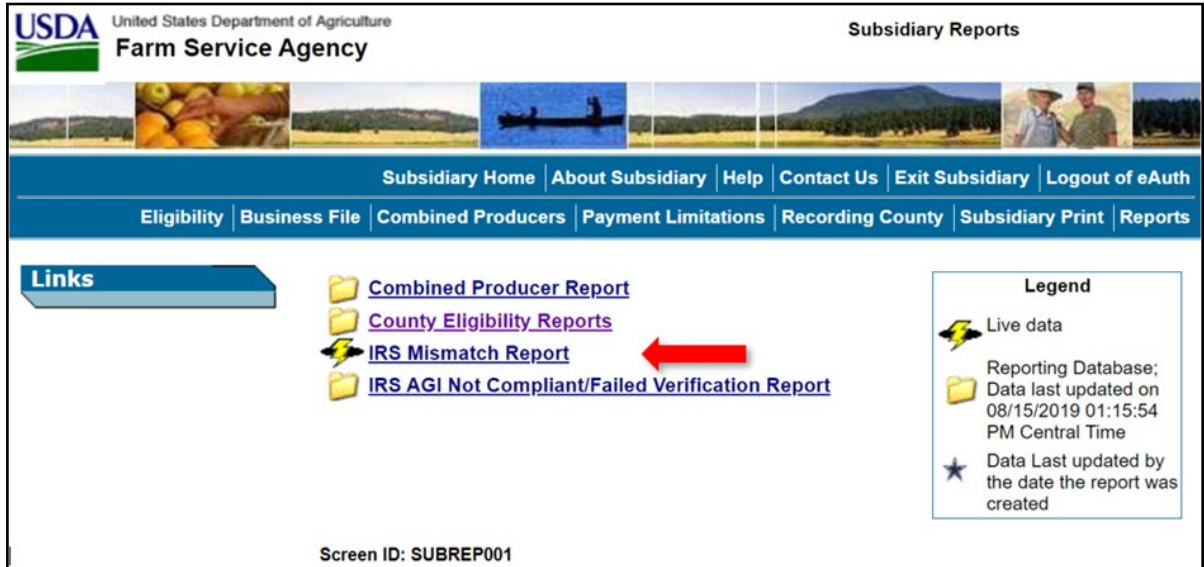 USDA
United States Department of Agriculture
Farm Service Agency
Subsidiary Reports
Subsidiary Home | About Subsidiary | Help | Contact Us | Exit Subsidiary | Logout of eAuth
Eligibility | Business File | Combined Producers | Payment Limitations | Recording County | Subsidiary Print | Reports
Links
Combined Producer Report
County Eligibility Reports
IRS Mismatch Report
IRS AGI Not Compliant/Failed Verification Report
Legend
Live data
Reporting Database;
Data last updated on
08/15/2019 01:15:54
PM Central Time
Data Last updated by
the date the report was
created
Screen ID: SUBREP001